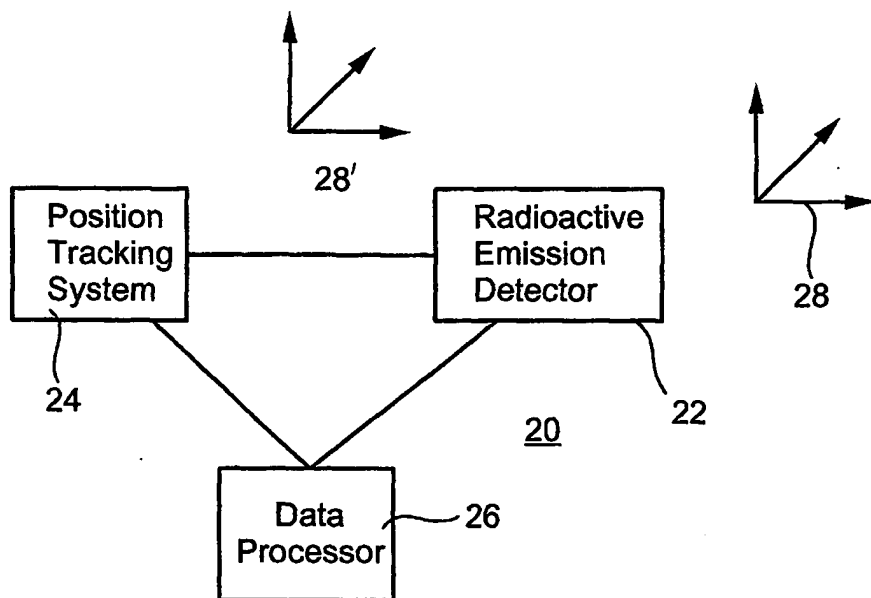 28'
Position
Tracking
System
Radioactive
Emission
Detector
28
24
22
20
Data
Processor
26